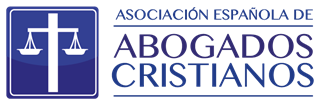 ASOCIACIÓN ESPAÑOLA DE
ABOGADOS
CRISTIANOS